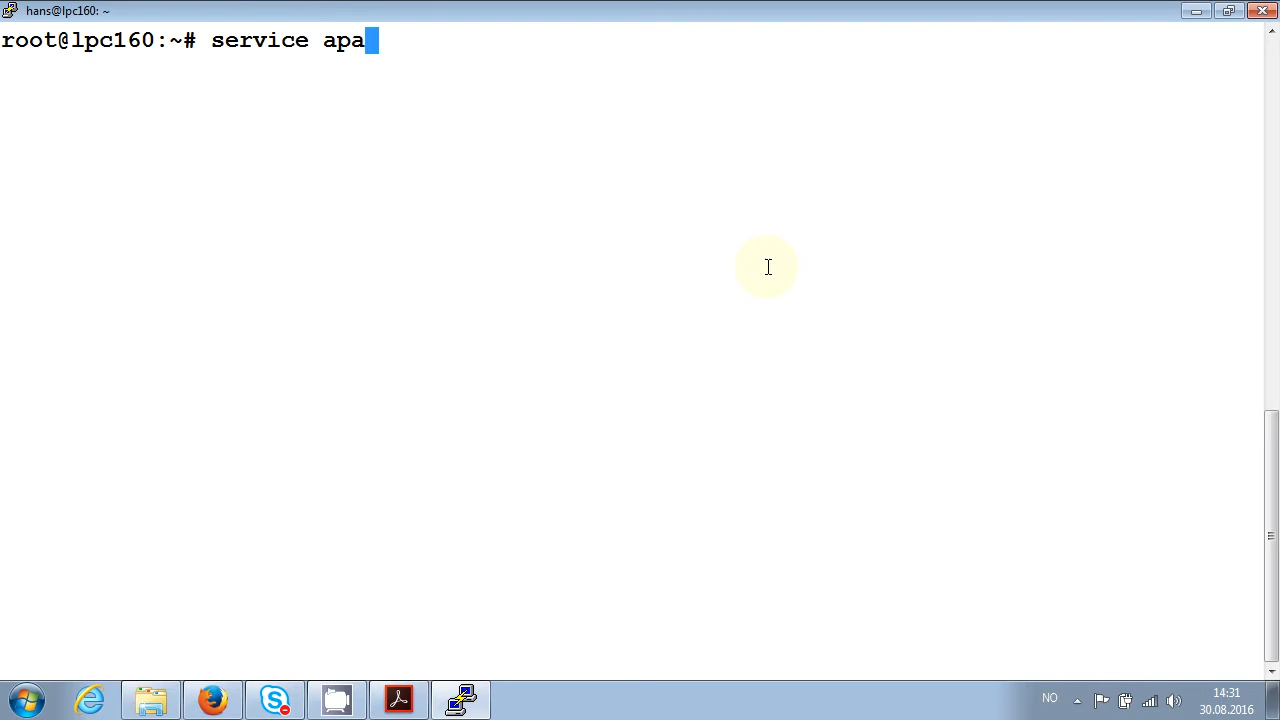 hans@lpc160: ~
root@lpc160:~# service apa
NO
14:31
30.08.2016